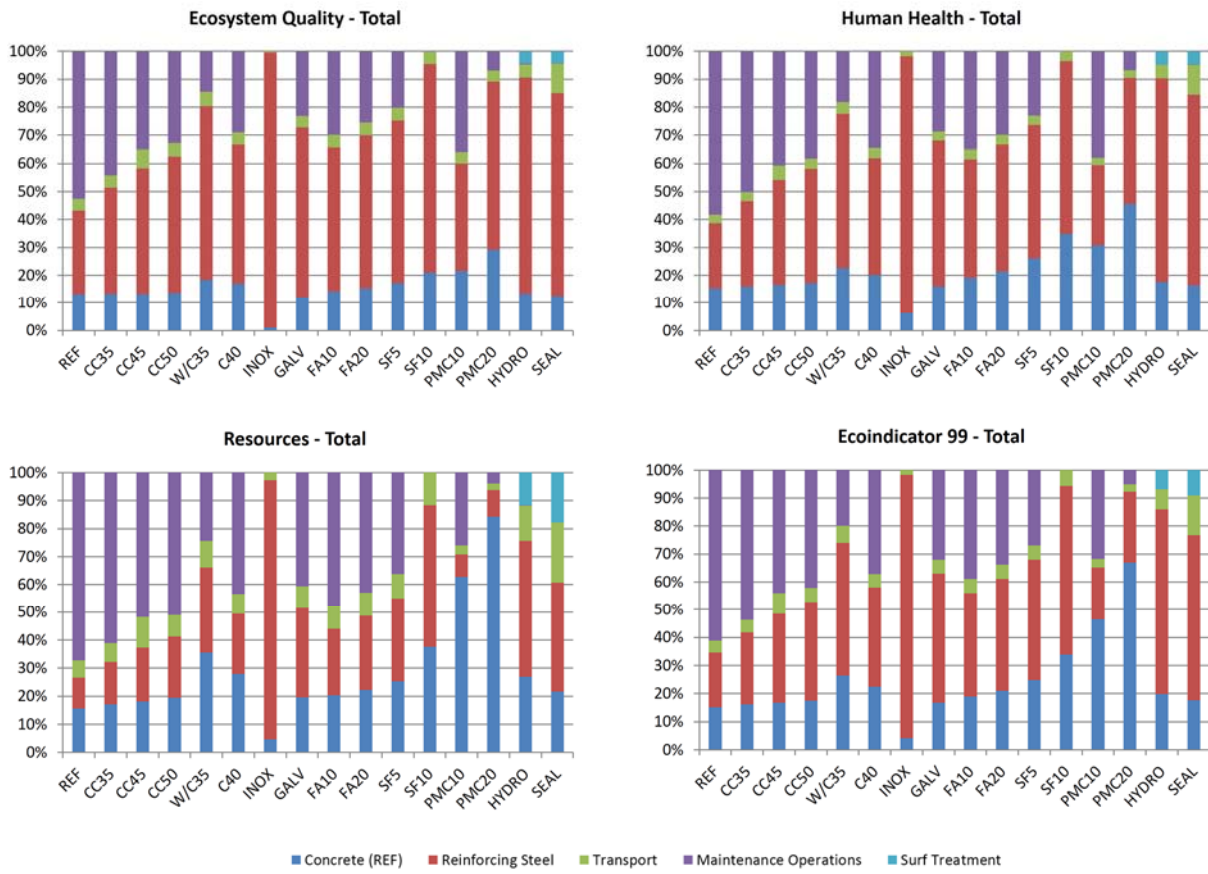 Ecosystem Quality - Total
100%
90%
80%
70%
60%
50%
40%
30%
20%
10%
0%
REF
CC35
CC45
CC50
W/C35
C40
INOX
GALV
FA10
FA20
SF5
SF10
PMC10
PMC20
HYDRO
SEAL
Human Health - Total
100%
90%
80%
70%
60%
50%
40%
30%
20%
10%
0%
REF
CC35
CC45
CC50
W/C35
C40
INOX
GALV
FA10
FA20
SF5
SF10
PMC10
PMC20
HYDRO
SEAL
Resources - Total
100%
90%
80%
70%
60%
50%
40%
30%
20%
10%
0%
REF
CC35
CC45
CC50
W/C35
C40
INOX
GALV
FA10
FA20
SF5
SF10
PMC10
PMC20
HYDRO
SEAL
Ecoindicator 99 - Total
100%
90%
80%
70%
60%
50%
40%
30%
20%
10%
0%
REF
CC35
CC45
CC50
W/C35
C40
INOX
GALV
FA10
FA20
SF5
SF10
PMC10
PMC20
HYDRO
SEAL
Concrete (REF) Reinforcing Steel Transport Maintenance Operations Surf Treatment